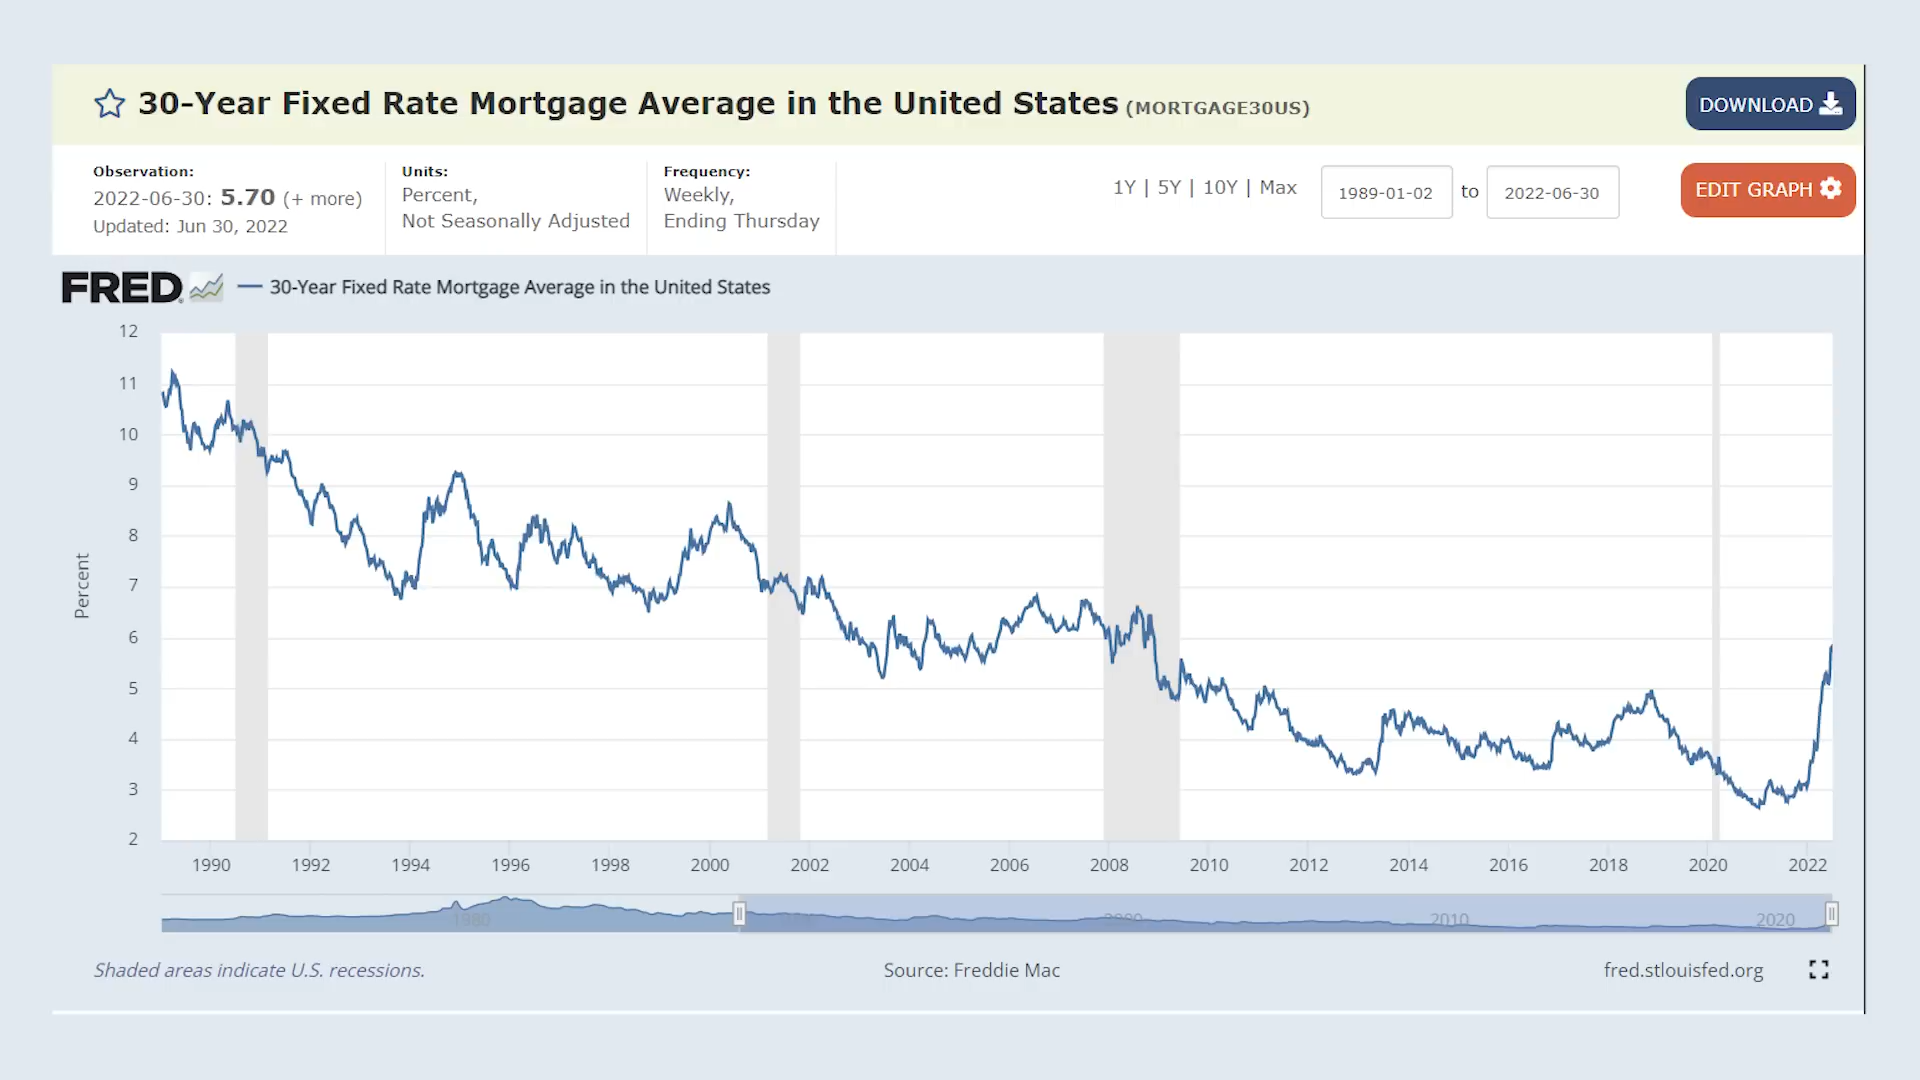 30-Year Fixed Rate Mortgage Average in the United States (MORTGAGE30US)
DOWNLOAD
Observation:
2022-06-30: 5.70 (+ more)
Updated: Jun 30, 2022
Units:
Percent,
Not Seasonally Adjusted
Frequency:
Weekly,
Ending Thursday
1Y | 5Y | 10Y | Max
1989-01-02 to 2022-06-30
EDIT GRAPH
FRED
30-Year Fixed Rate Mortgage Average in the United States
Percent
12
11
10
9
8
7
6
5
4
3
2
1990 1992 1994 1996 1998 2000 2002 2004 2006 2008 2010 2012 2014 2016 2018 2020 2022
1980 2000 2010 2020
Shaded areas indicate U.S. recessions.
Source: Freddie Mac
fred.stlouisfed.org